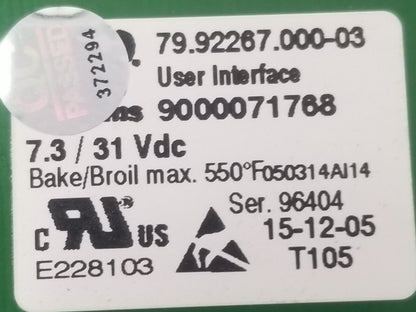 79.92267.000-03
User Interface
9000071768
7.3 / 31 Vdc
Bake/Broil max. 550°F050314AI14
Ser. 96404
c RU® US
15-12-05
E228103
T105
PASSED
372294